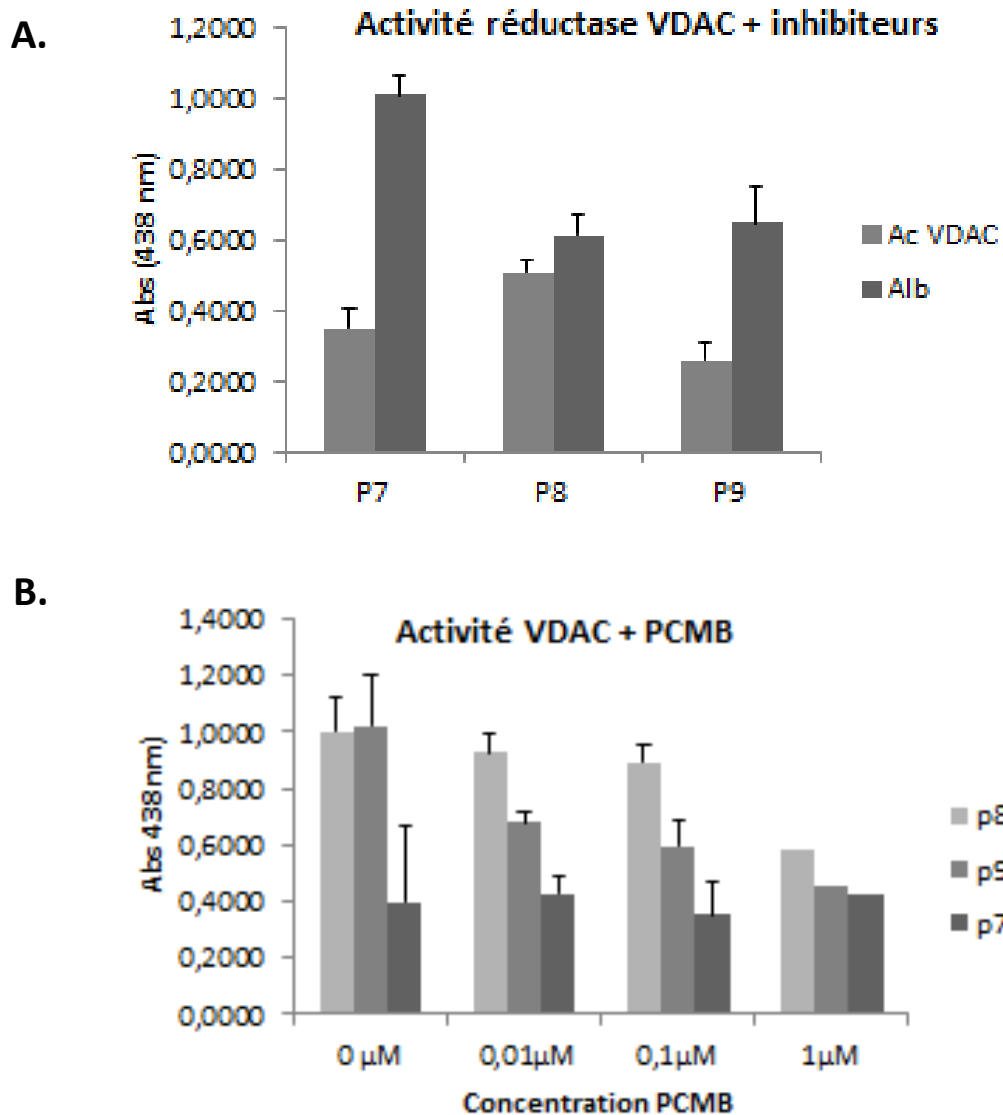 A.
Activité réductase VDAC + inhibiteurs
Abs (438 nm)
1,2000
1,0000
0,8000
0,6000
0,4000
0,2000
0,0000
P7 P8 P9
Ac VDAC
Alb
B.
Activité VDAC + PCMB
Abs 438nm)
1,4000
1,2000
1,0000
0,8000
0,6000
0,4000
0,2000
0,0000
0 µM 0,01µM 0,1µM 1µM
Concentration PCMB
p8
p9
p7